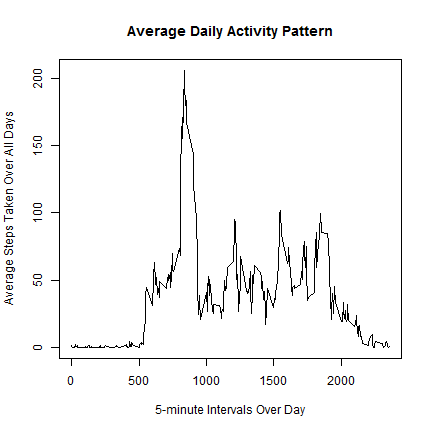 Average Daily Activity Pattern
Average Steps Taken Over All Days
200
150
100
50
0
0 500 1000 1500 2000
5-minute Intervals Over Day